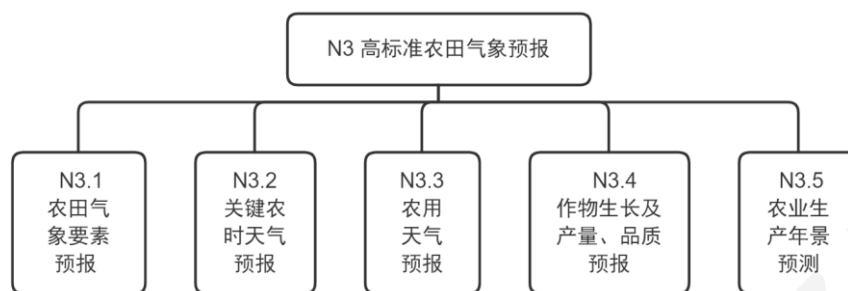 N3 高标准农田气象预报
N3.1
农田气
象要素
预报
N3.2
关键农
时天气
预报
N3.3
农用
天气
预报
N3.4
作物生长及
产量、品质
预报
N3.5
农业生
产年景
预测